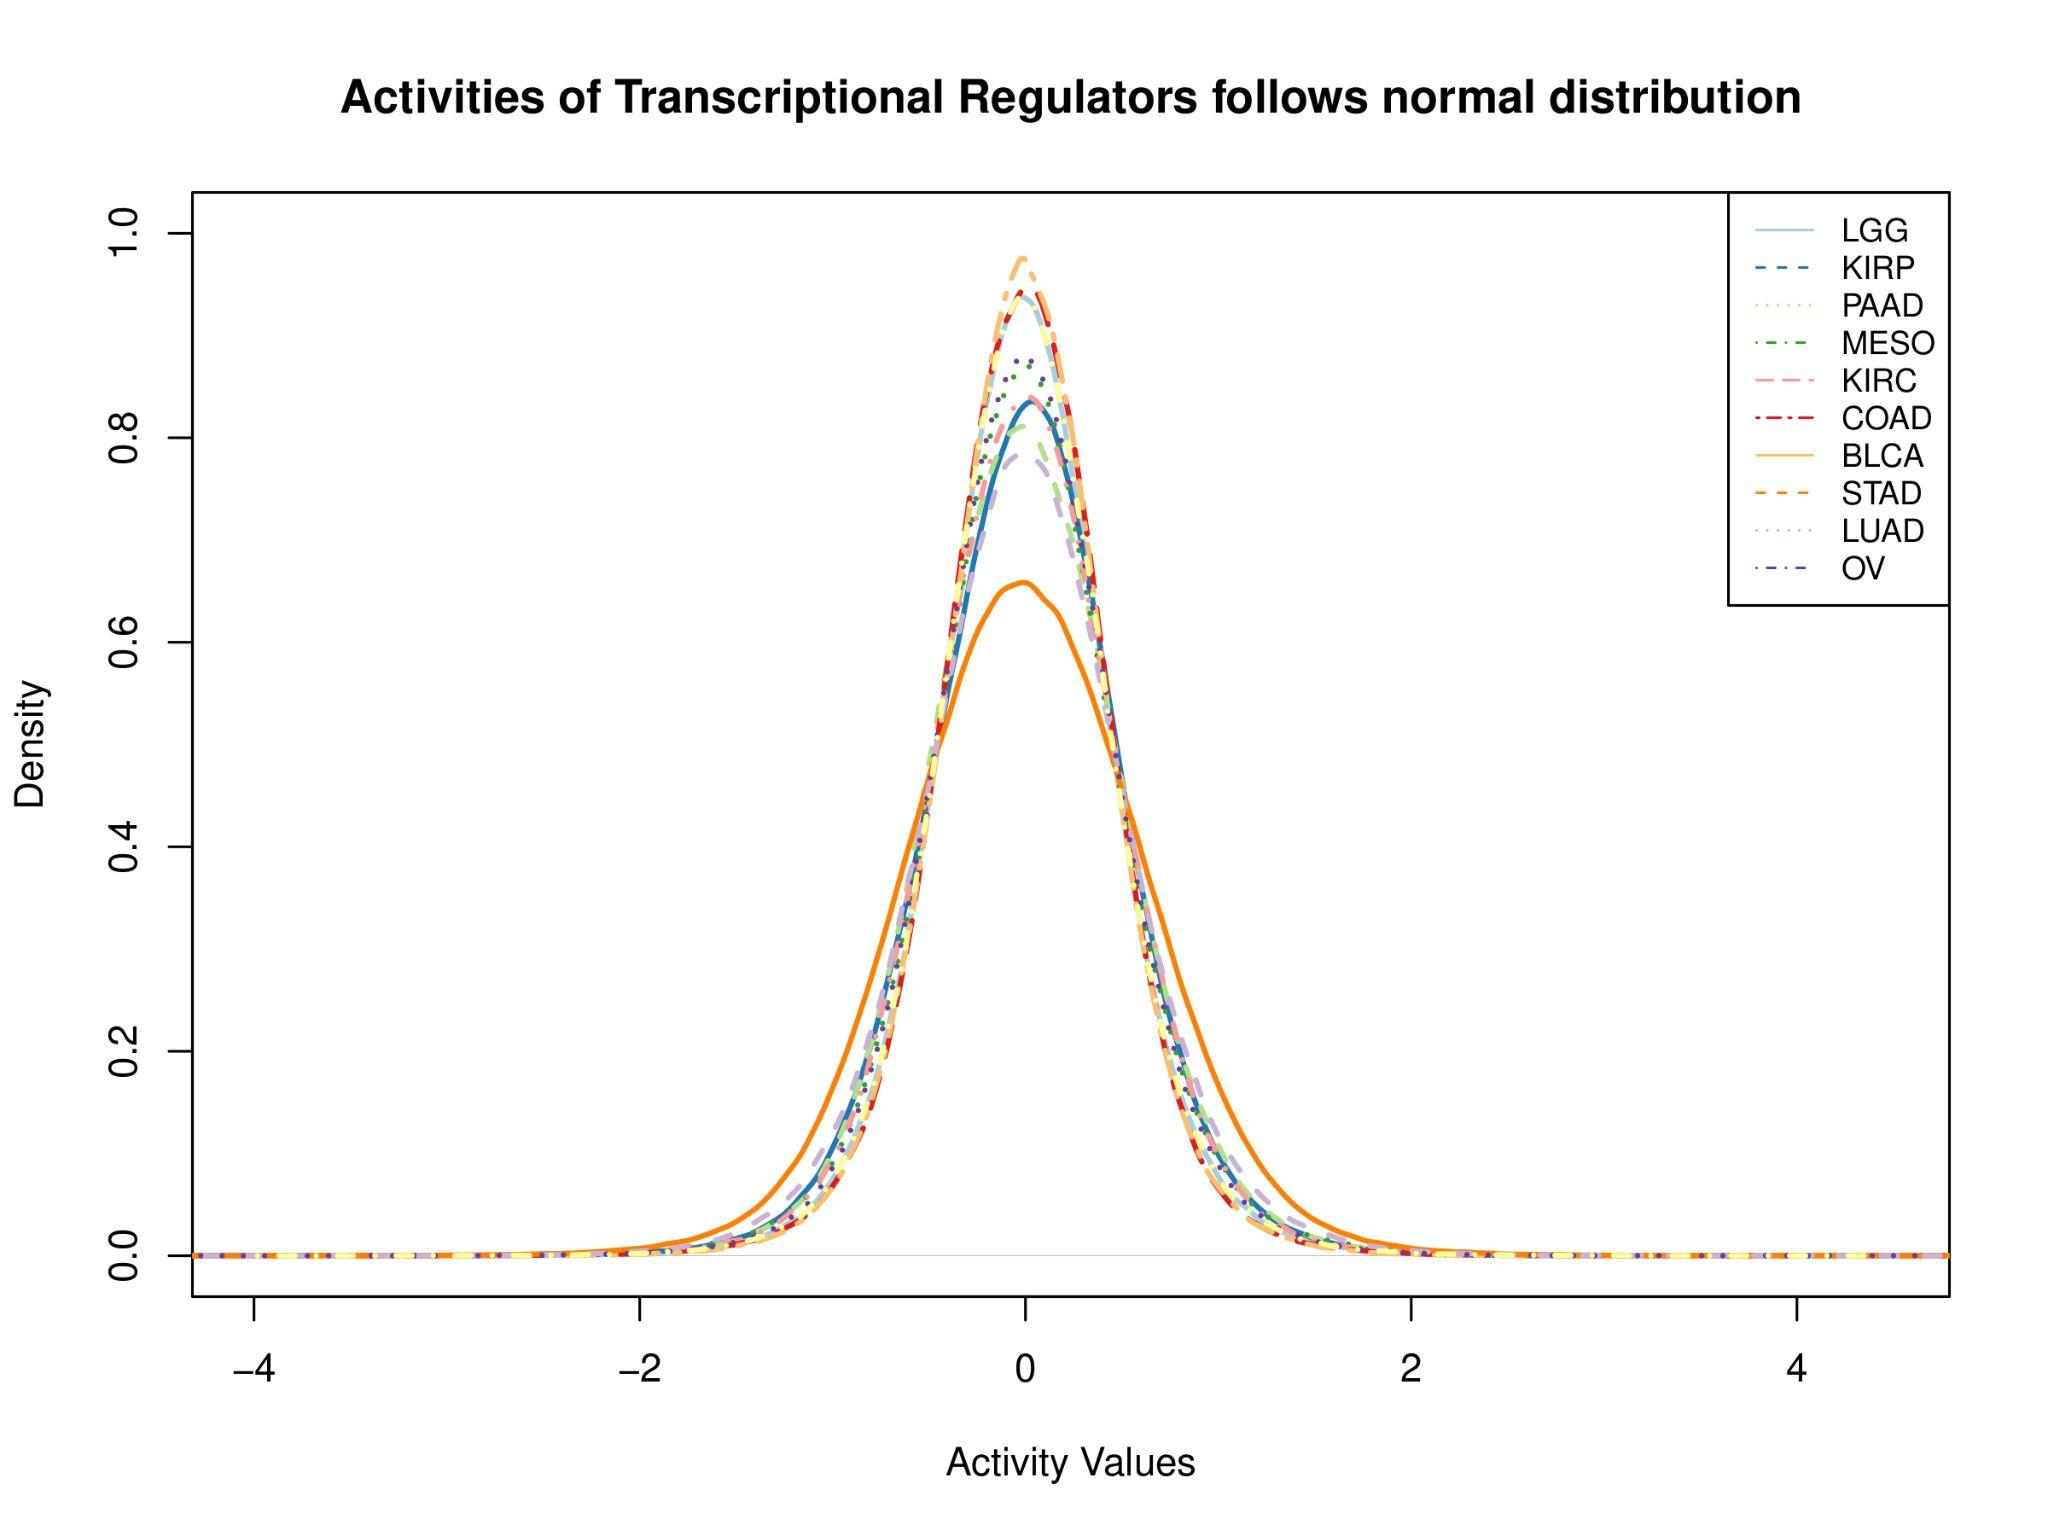 Activities of Transcriptional Regulators follows normal distribution
1.0
0.8
0.6
0.4
0.2
0.0
Density
LGG
KIRP
PAAD
MESO
KIRC
COAD
BLCA
STAD
LUAD
OV
−4
−2
0
2
4
Activity Values